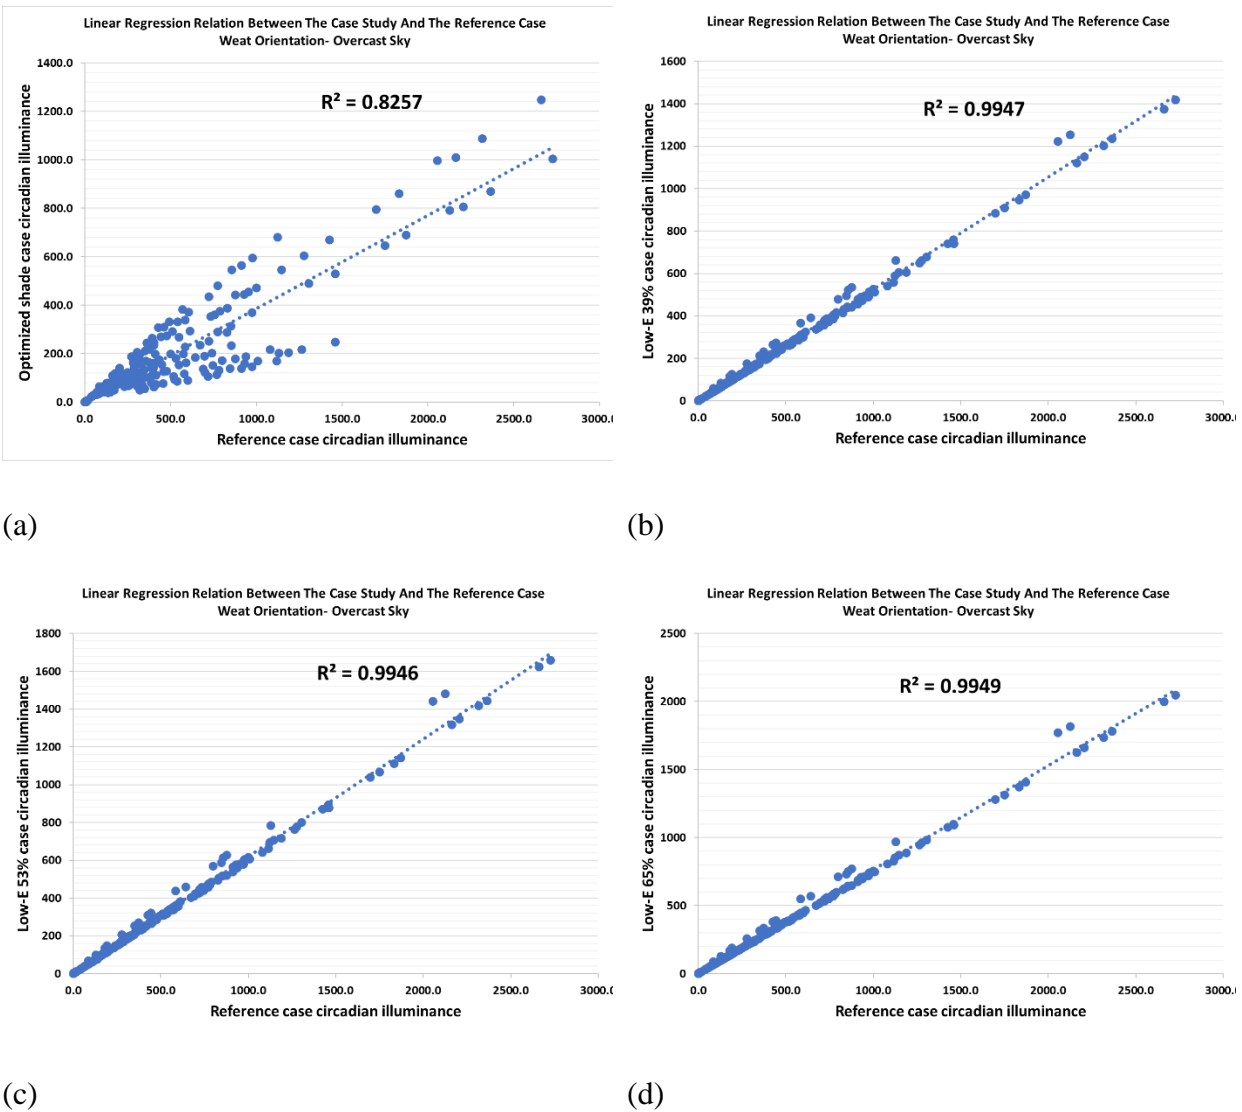 Linear Regression Relation Between The Case Study And The Reference Case
Weat Orientation- Overcast Sky
1400.0
1200.0
1000.0
800.0
600.0
400.0
200.0
0.0
R² = 0.8257
Optimized shade case circadian illuminance
0.0 500.0 1000.0 1500.0 2000.0 2500.0 3000.0
Reference case circadian illuminance
(a)
Linear Regression Relation Between The Case Study And The Reference Case
Weat Orientation- Overcast Sky
1600
1400
1200
1000
800
600
400
200
0
R² = 0.9947
Low-E 39% case circadian illuminance
0.0 500.0 1000.0 1500.0 2000.0 2500.0 3000.0
Reference case circadian illuminance
(b)
Linear Regression Relation Between The Case Study And The Reference Case
Weat Orientation- Overcast Sky
1800
1600
1400
1200
1000
800
600
400
200
0
R² = 0.9946
Low-E 53% case circadian illuminance
0.0 500.0 1000.0 1500.0 2000.0 2500.0 3000.0
Reference case circadian illuminance
(c)
Linear Regression Relation Between The Case Study And The Reference Case
Weat Orientation- Overcast Sky
2500
2000
1500
1000
500
0
R² = 0.9949
Low-E 65% case circadian illuminance
0.0 500.0 1000.0 1500.0 2000.0 2500.0 3000.0
Reference case circadian illuminance
(d)